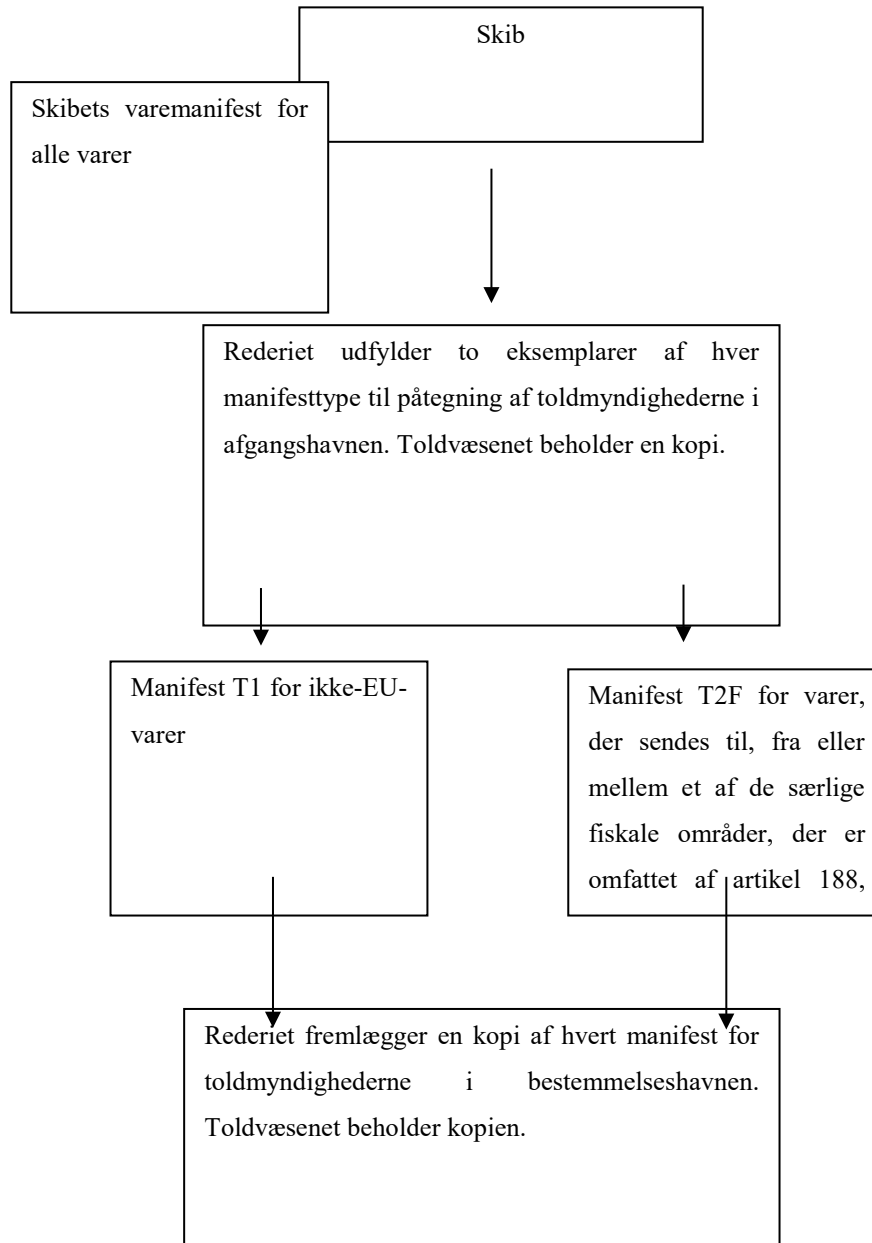 Skib
Skibets varemanifest for
alle varer
Rederiet udfylder to eksemplarer af hver
manifesttype til påtegning af toldmyndighederne i
afgangshavnen. Toldvæsenet beholder en kopi.
Manifest T1 for ikke-EU-
varer
Manifest T2F for varer,
der sendes til, fra eller
mellem et af de særlige
fiskale områder, der er
omfattet af artikel 188,
Rederiet fremlægger en kopi af hvert manifest for
toldmyndighederne i bestemmelseshavnen.
Toldvæsenet beholder kopien.